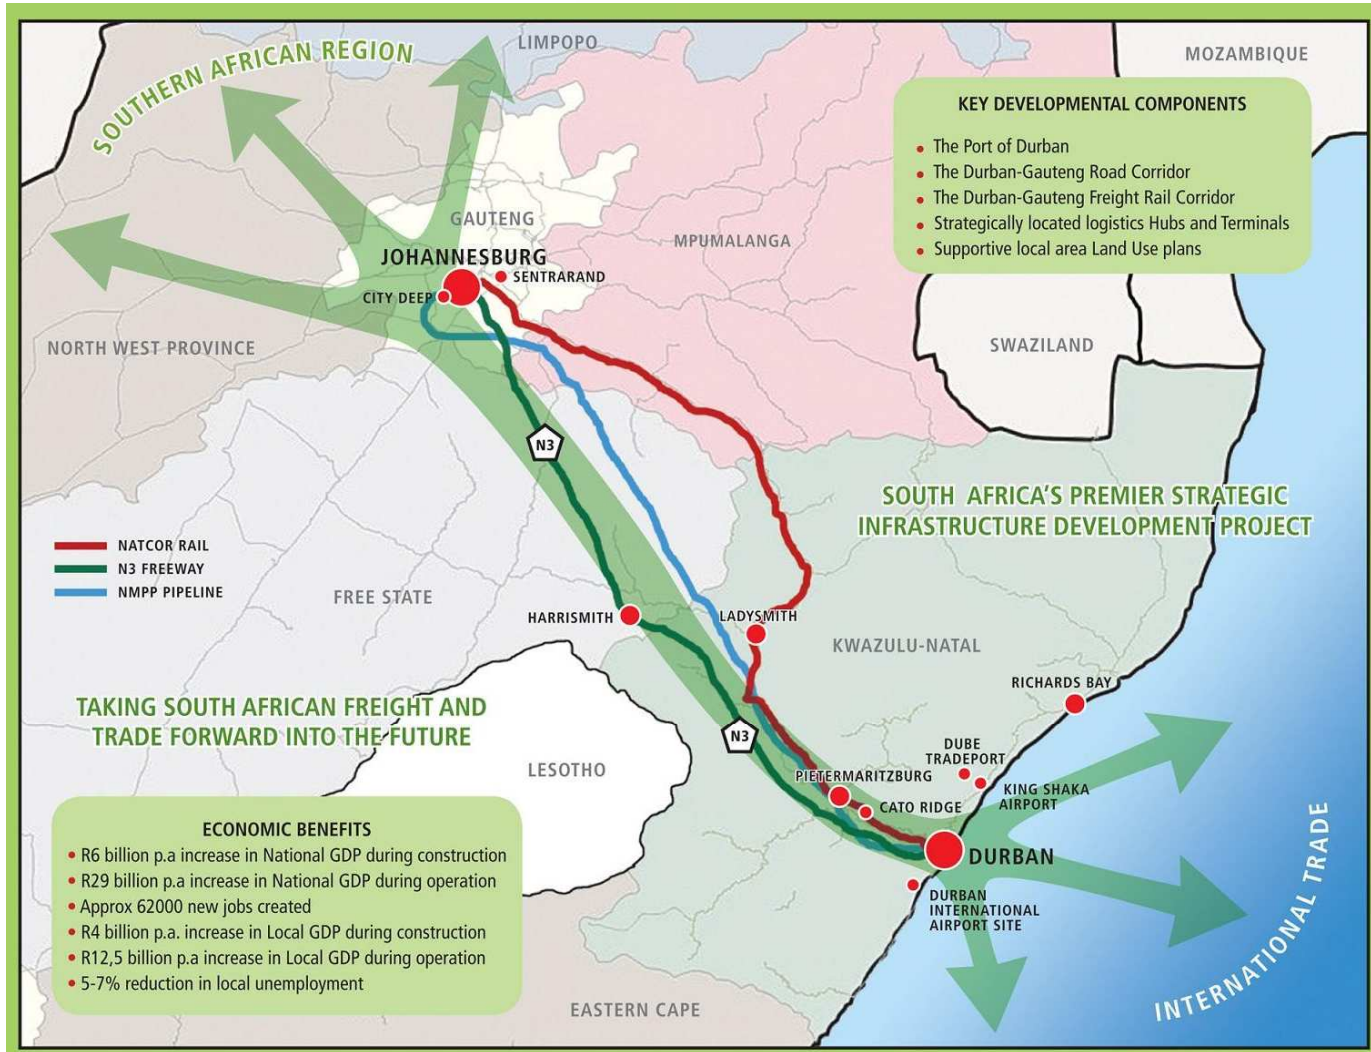 SOUTHERN AFRICAN REGION
LIMPOPO
MOZAMBIQUE
KEY DEVELOPMENTAL COMPONENTS
• The Port of Durban
• The Durban-Gauteng Road Corridor
• The Durban-Gauteng Freight Rail Corridor
• Strategically located logistics Hubs and Terminals
• Supportive local area Land Use plans
GAUTENG
MPUMALANGA
JOHANNESBURG
SENTRARAND
CITY DEEP
NORTH WEST PROVINCE
SWAZILAND
N3
SOUTH AFRICA'S PREMIER STRATEGIC
INFRASTRUCTURE DEVELOPMENT PROJECT
NATCOR RAIL
N3 FREEWAY
NMPP PIPELINE
FREE STATE
HARRISMITH
LADYSMITH
KWAZULU-NATAL
RICHARDS BAY
TAKING SOUTH AFRICAN FREIGHT AND
TRADE FORWARD INTO THE FUTURE
N3
LESOTHO
DUBE
TRADEPORT
PIETERMARITZBURG
KING SHAKA
AIRPORT
CATO RIDGE
DURBAN
DURBAN
INTERNATIONAL
AIRPORT SITE
INTERNATIONAL TRADE
ECONOMIC BENEFITS
• R6 billion p.a increase in National GDP during construction
• R29 billion p.a increase in National GDP during operation
• Approx 62000 new jobs created
• R4 billion p.a. increase in Local GDP during construction
• R12,5 billion p.a increase in Local GDP during operation
• 5-7% reduction in local unemployment
EASTERN CAPE